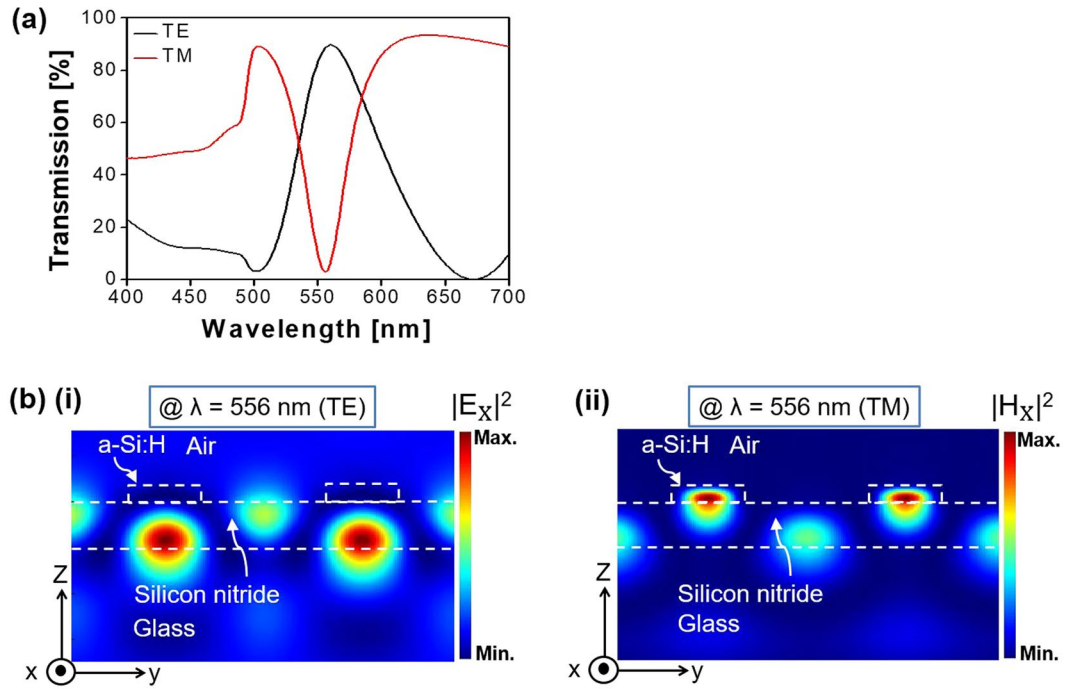 (a)
100
80
60
40
20
0
TE
TM
Transmission [%]
400 450 500 550 600 650 700
Wavelength [nm]
(b) (i)
@ λ = 556 nm (TE)
|Ex|²
a-Si:H Air
Max.
Silicon nitride
Glass
Min.
Z
x
y
(ii)
@ λ = 556 nm (TM)
|Hx|²
a-Si:H Air
Max.
Silicon nitride
Glass
Min.
Z
x
y